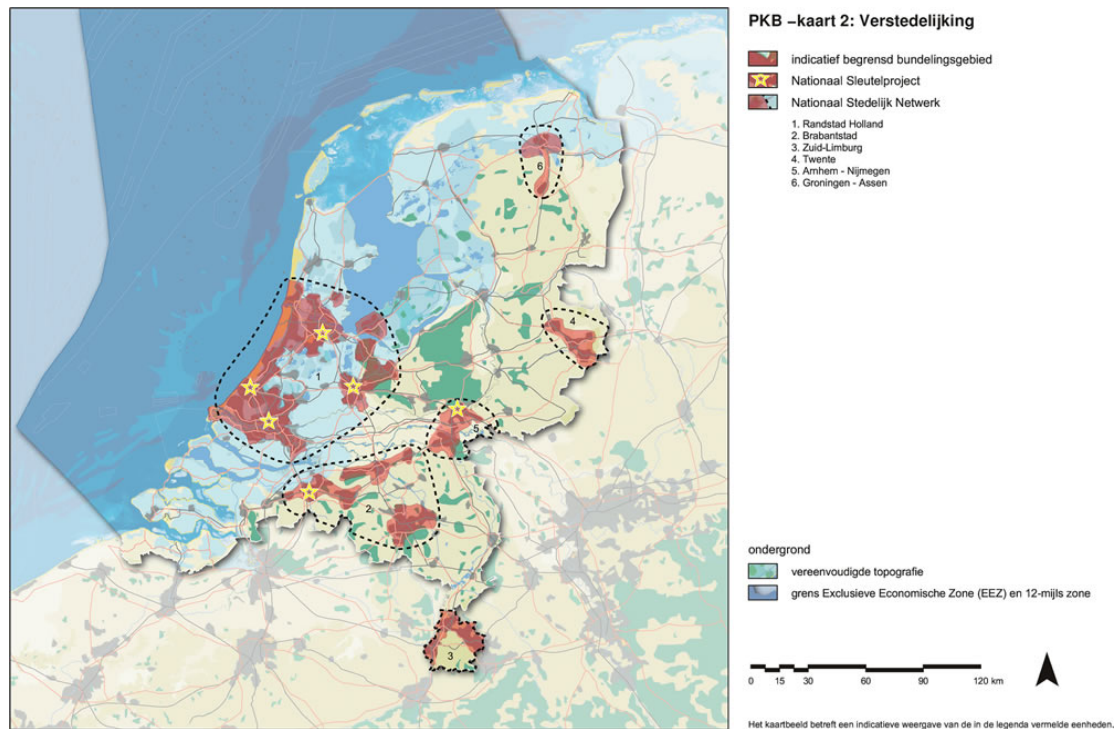 PKB –kaart 2: Verstedelijking
indicatief begrensd bundelingsgebied
Nationaal Sleutelproject
Nationaal Stedelijk Netwerk
1. Randstad Holland
2. Brabantstad
3. Zuid-Limburg
4. Twente
5. Arnhem - Nijmegen
6. Groningen - Assen
6
4
1
5
2
3
ondergrond
vereenvoudigde topografie
grens Exclusieve Economische Zone (EEZ) en 12-mijls zone
0 15 30 60 90 120 km
Het kaartbeeld betreft een indicatieve weergave van de in de legenda vermelde eenheden.